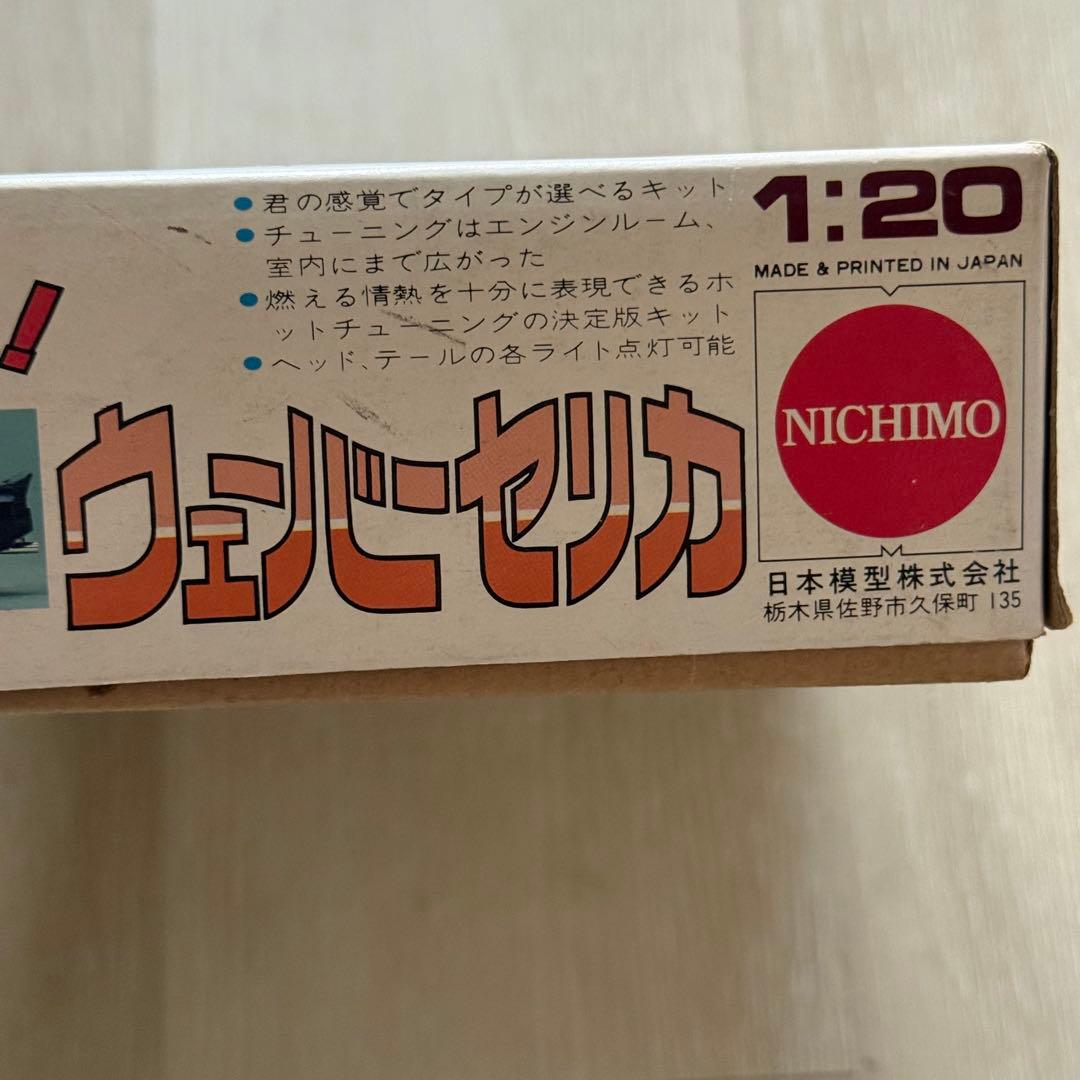 !
● 君の感覚でタイプが選べるキット
● チューニングはエンジンルーム、
室内にまで広がった
● 燃える情熱を十分に表現できるホ
ットチューニングの決定版キット
● ヘッド、テールの各ライト点灯可能
ウェバーセリカ
1:20
MADE & PRINTED IN JAPAN
NICHIMO
日本模型株式会社
栃木県佐野市久保町 135